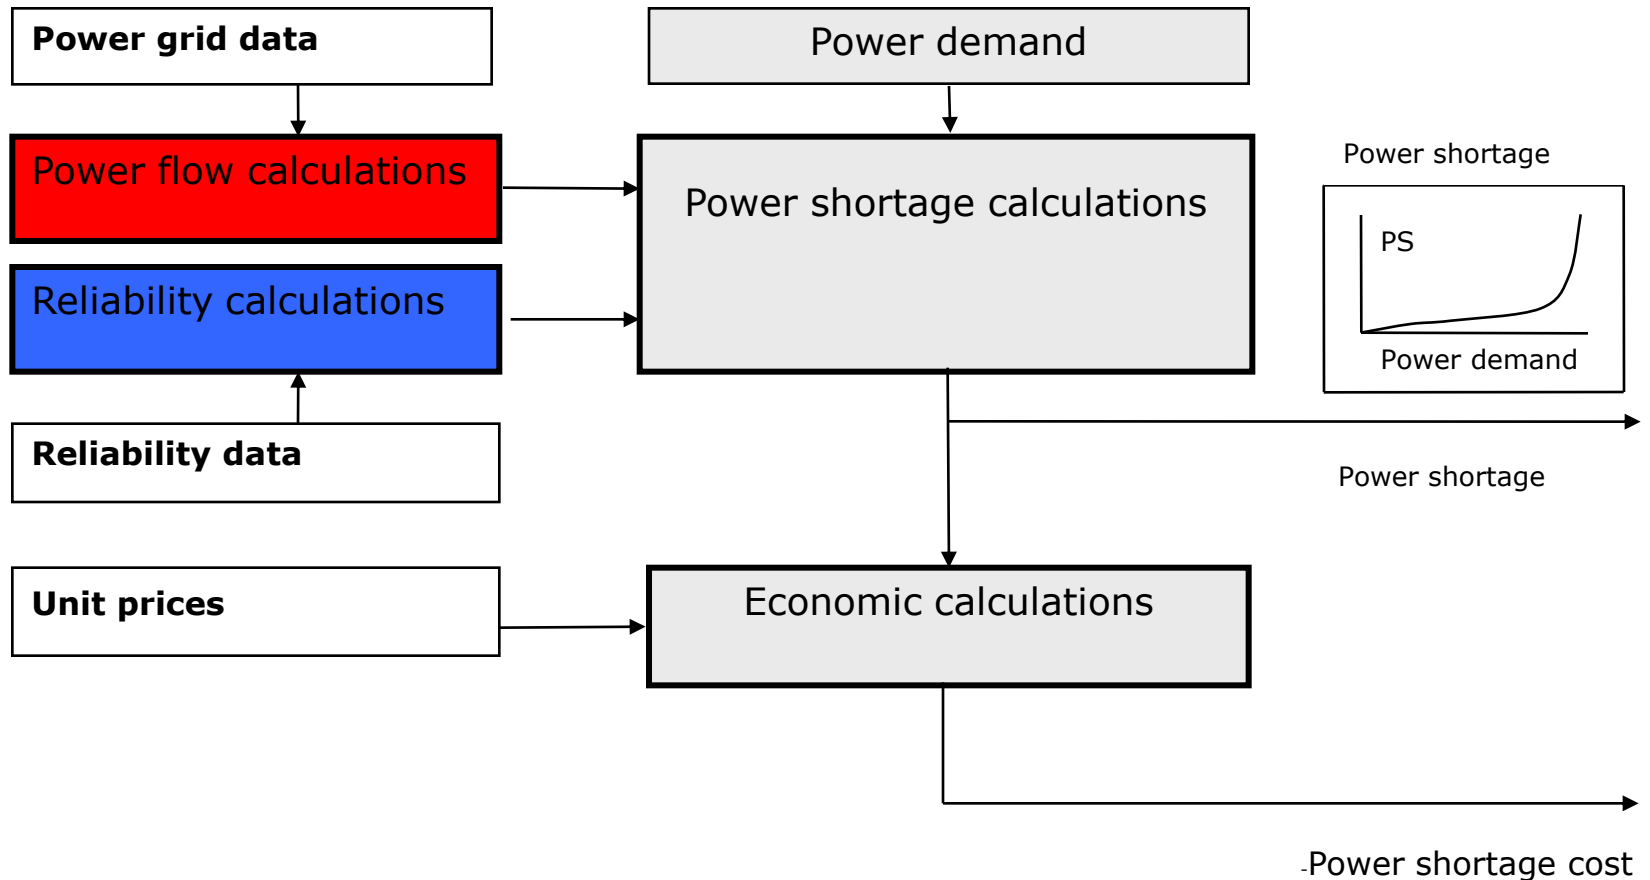 Power grid data
Power demand
Power flow calculations
Power shortage calculations
Power shortage
PS
Power demand
Reliability calculations
Reliability data
Power shortage
Unit prices
Economic calculations
-Power shortage cost